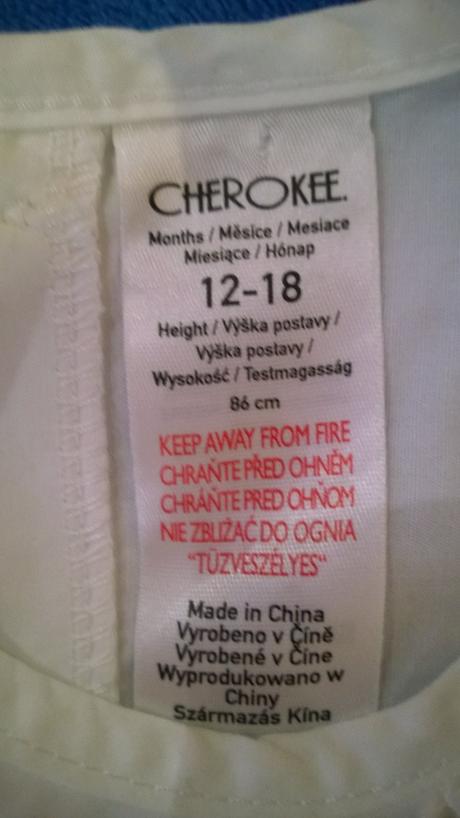 CHEROKEE.
Months / Měsíce / Mesiace
Miesiące / Hónap
12-18
Height / Výška postavy /
Výška postavy /
Wysokość / Testmagasság
86 cm
KEEP AWAY FROM FIRE
CHRAŇTE PŘED OHNĚM
CHRÁŇTE PRED OHŇOM
NIE ZBLIŻAĆ DO OGNIA
"TŰZVESZÉLYES"
Made in China
Vyrobeno v Číně
Vyrobené v Číne
Wyprodukowano w
Chiny
Származás Kína